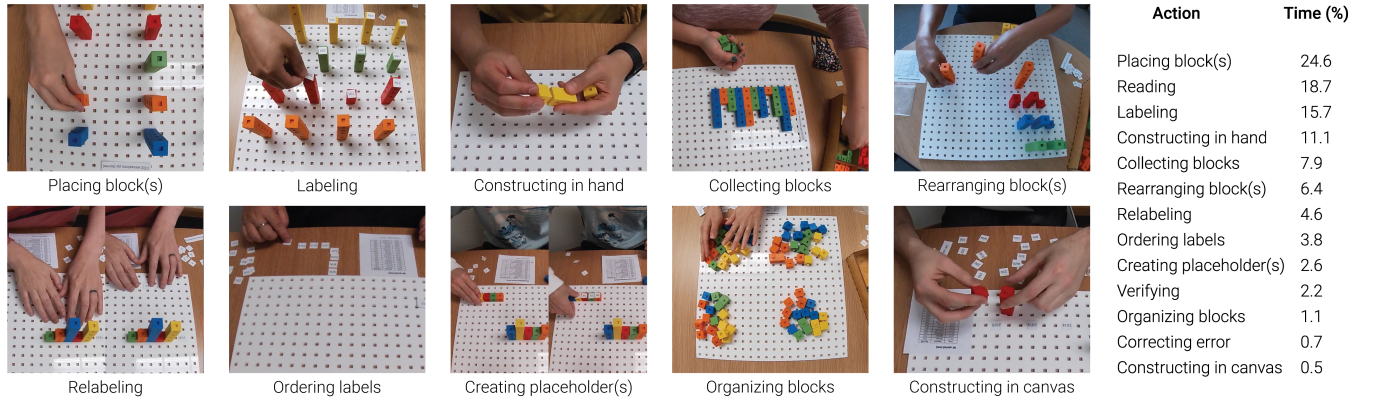 Placing block(s)
Labeling
Constructing in hand
Collecting blocks
Rearranging block(s)
Relabeling
Ordering labels
Creating placeholder(s)
Organizing blocks
Constructing in canvas
Action Time (%)
Placing block(s) 24.6
Reading 18.7
Labeling 15.7
Constructing in hand 11.1
Collecting blocks 7.9
Rearranging block(s) 6.4
Relabeling 4.6
Ordering labels 3.8
Creating placeholder(s) 2.6
Verifying 2.2
Organizing blocks 1.1
Correcting error 0.7
Constructing in canvas 0.5